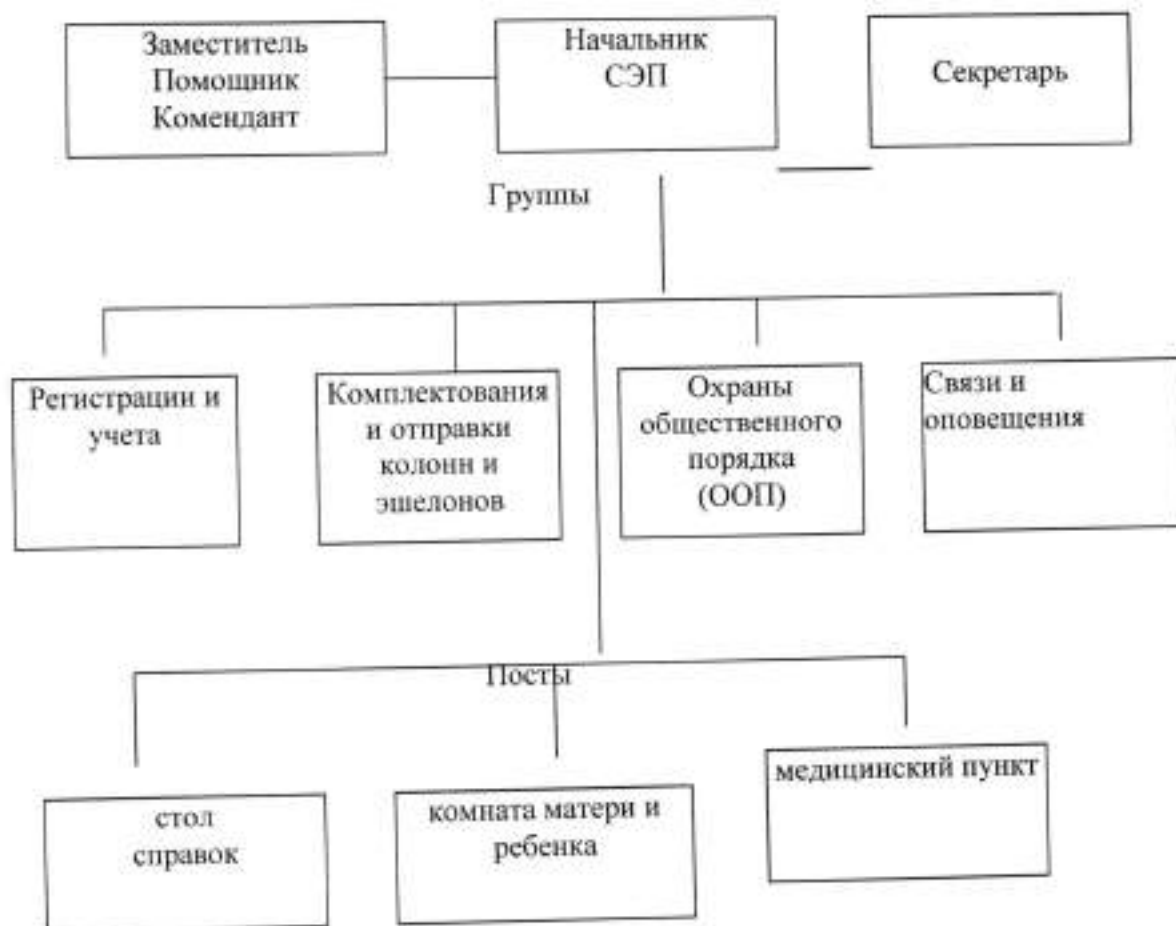 Заместитель
Помощник
Комендант
Начальник
СЭП
Секретарь
Группы
Регистрации и
учета
Комплектования
и отправки
колонн и
эшелонов
Охраны
общественного
порядка
(ООП)
Связи и
оповещения
Посты
стол
справок
комната матери и
ребенка
медицинский пункт